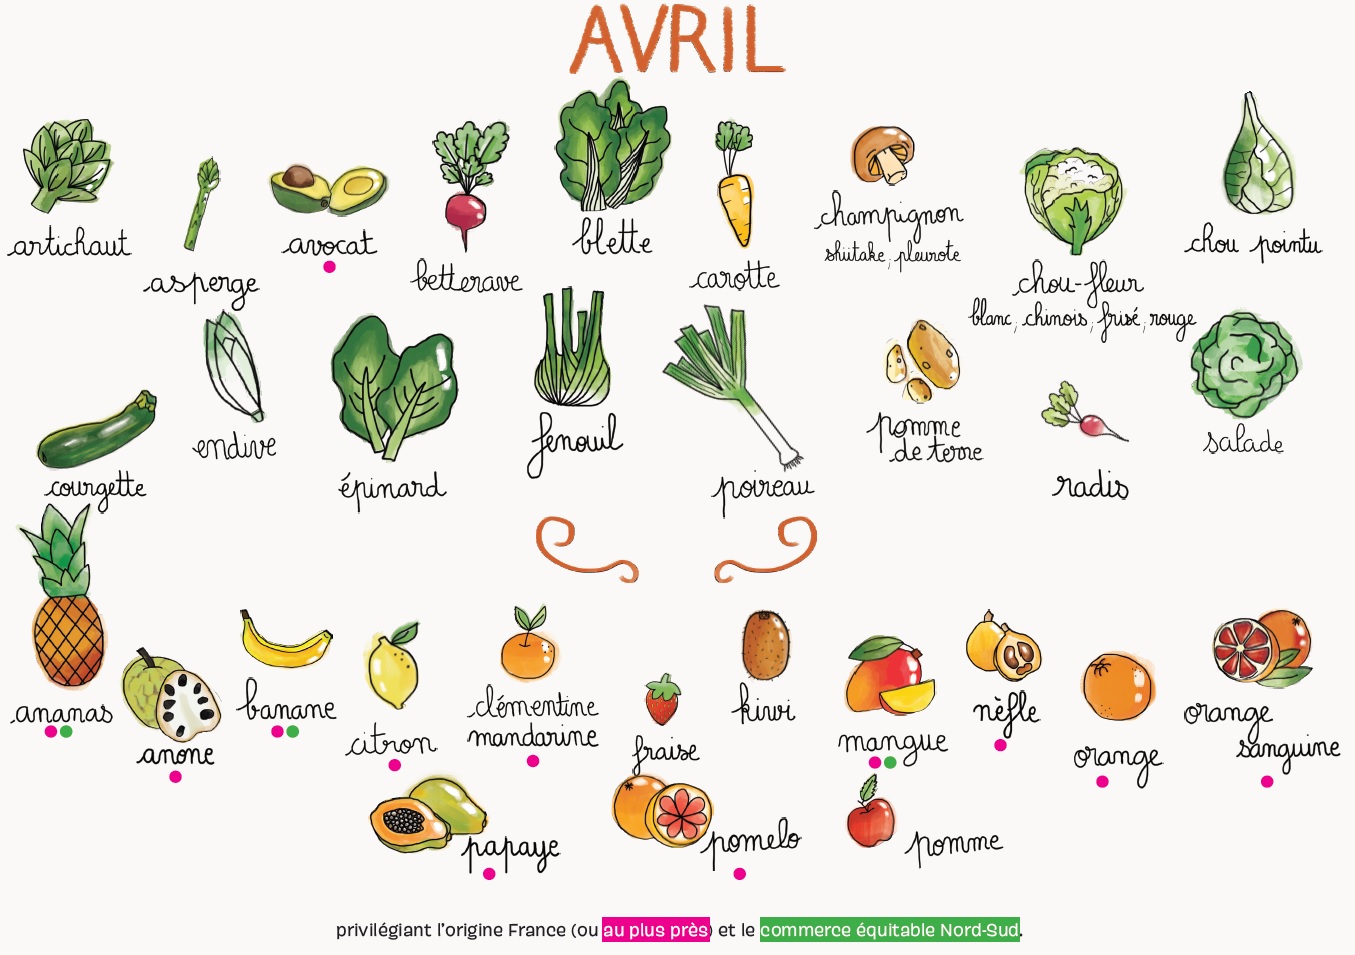 AVRIL
artichaut
asperge
avocat
betterave
blette
carotte
champignon
shiitake, pleurote
chou-fleur
blanc, chinois, frisé, rouge
chou pointu
courgette
endive
épinard
fenouil
poireau
pomme
de terre
radis
salade
ananas
anone
banane
citron
clémentine
mandarine
fraise
kiwi
mangue
nèfle
orange
orange
sanguine
papaye
pomelo
pomme
privilégiant l'origine France (ou au plus près) et le commerce équitable Nord-Sud.